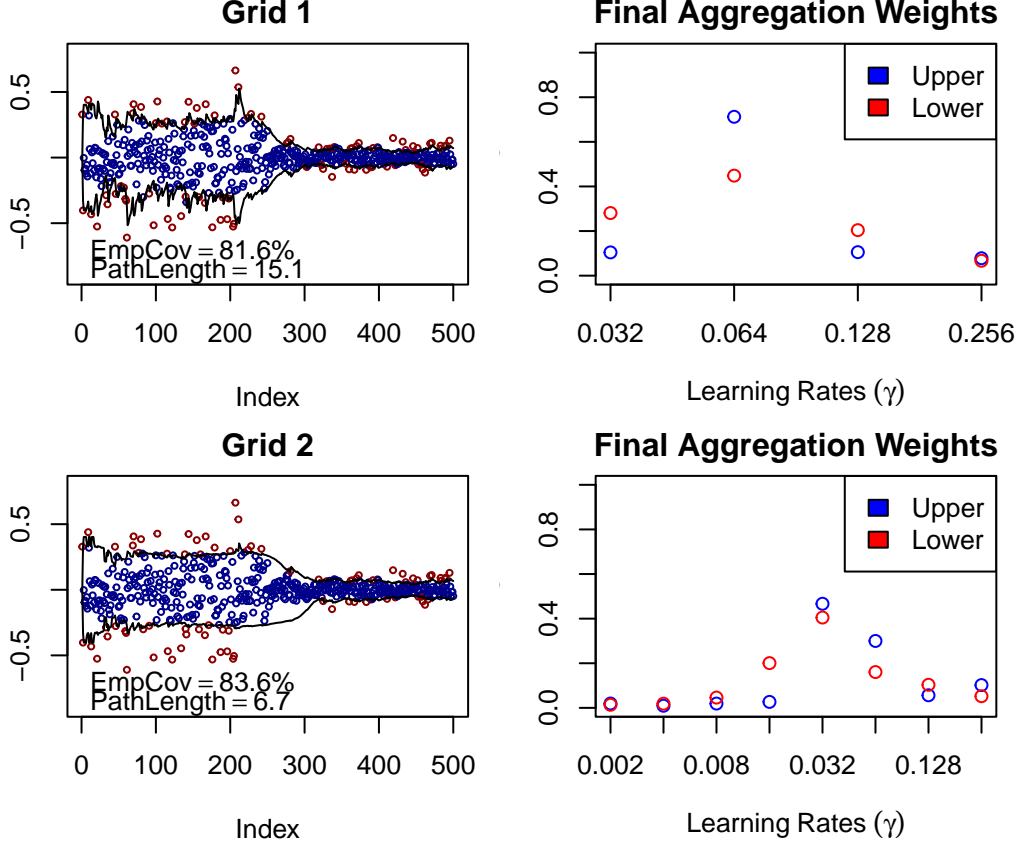 Grid 1
0.5
−0.5
EmpCov = 81.6%
PathLength = 15.1
0 100 200 300 400 500
Index
Final Aggregation Weights
0.8
0.4
0.0
Upper
Lower
0.032 0.064 0.128 0.256
Learning Rates (γ)
Grid 2
0.5
−0.5
EmpCov = 83.6%
PathLength = 6.7
0 100 200 300 400 500
Index
Final Aggregation Weights
0.8
0.4
0.0
Upper
Lower
0.002 0.008 0.032 0.128
Learning Rates (γ)